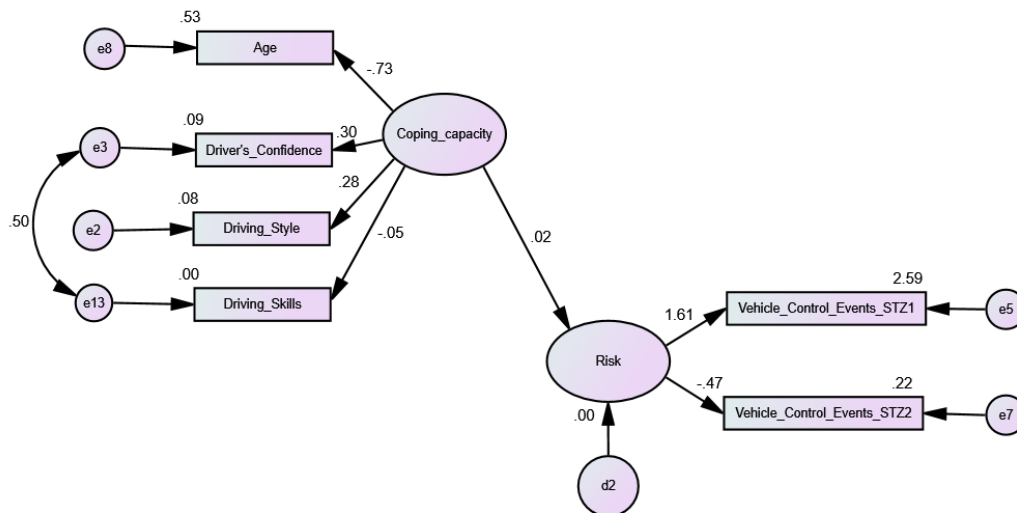 .53
e8
Age
-.73
.09
e3
Driver's_Confidence
.30
Coping_capacity
.50
.08
e2
Driving_Style
.28
-.05
.00
e13
Driving_Skills
.02
2.59
1.61
Vehicle_Control_Events_STZ1
e5
Risk
-.47
.22
.00
Vehicle_Control_Events_STZ2
e7
d2